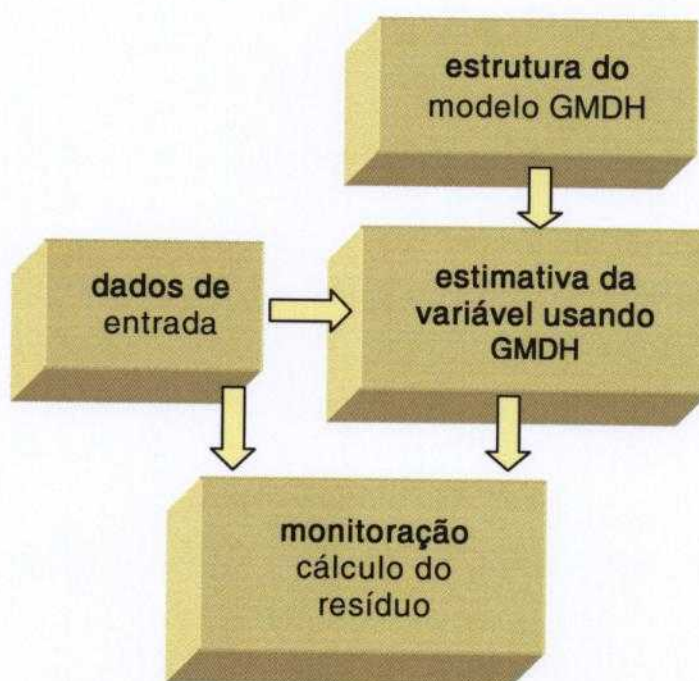 estrutura do
modelo GMDH
dados de
entrada
estimativa da
variável usando
GMDH
monitoração
cálculo do
resíduo